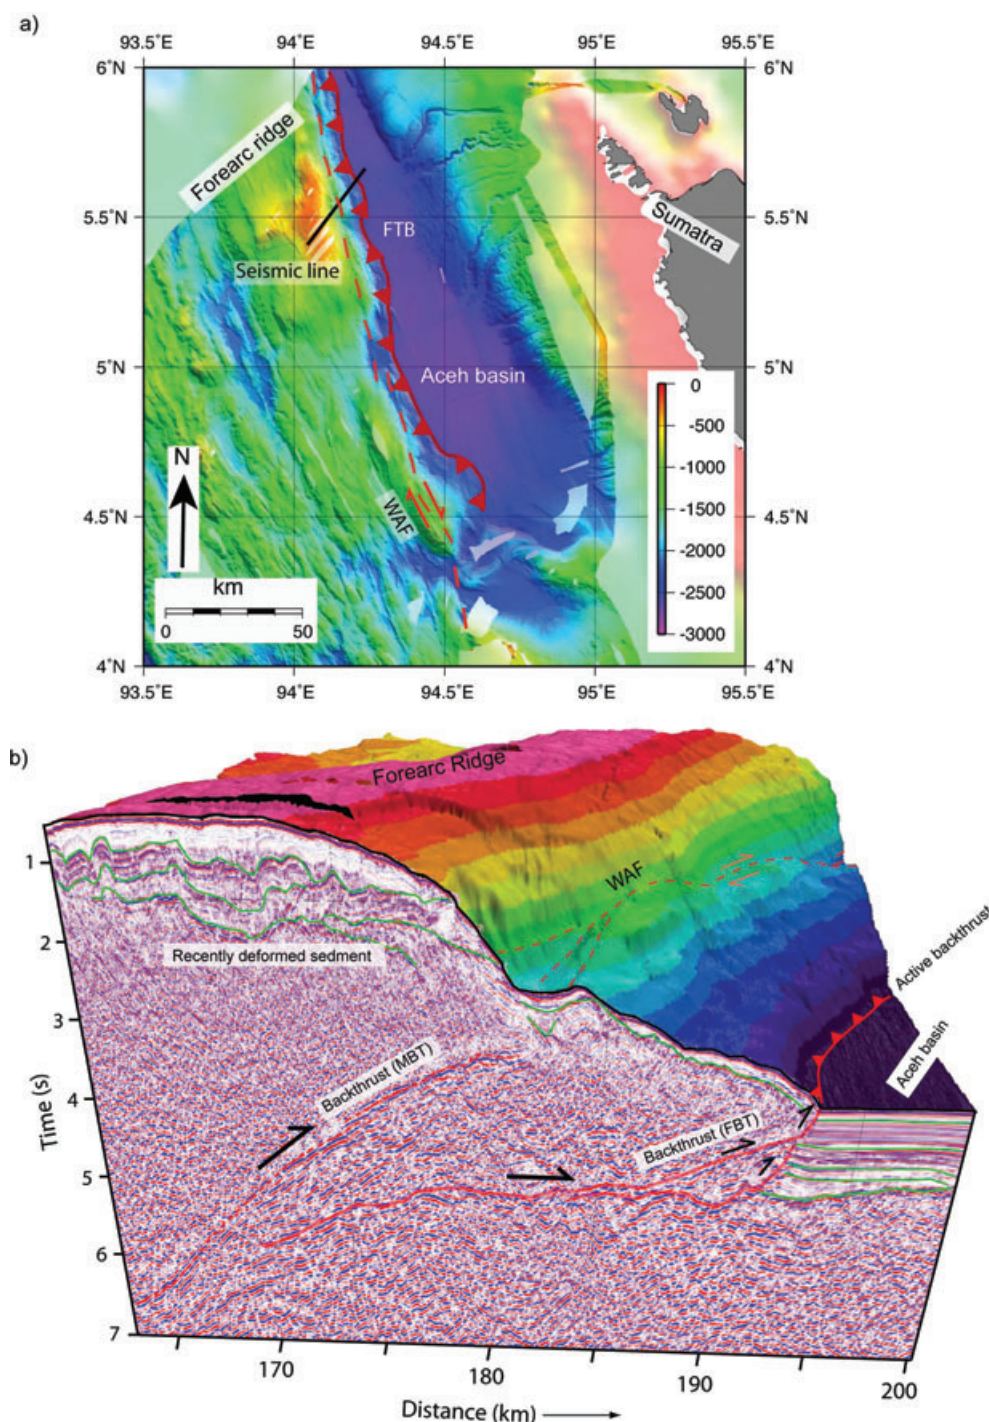 a)
93.5°E 94°E 94.5°E 95°E 95.5°E
6°N 6°N
Forearc ridge
5.5°N 5.5°N
FTB
Sumatra
Seismic line
5°N 5°N
Aceh basin
0
-500
-1000
-1500
-2000
-2500
-3000
N
WAF
4.5°N 4.5°N
km
0 50
4°N 4°N
93.5°E 94°E 94.5°E 95°E 95.5°E
b)
Forearc Ridge
1
WAF
2
Recently deformed sediment
Active backthrust
3
Backthrust (MBT)
Aceh basin
Time (s)
4
Backthrust (FBT)
5
6
7
170 180 190 200
Distance (km)